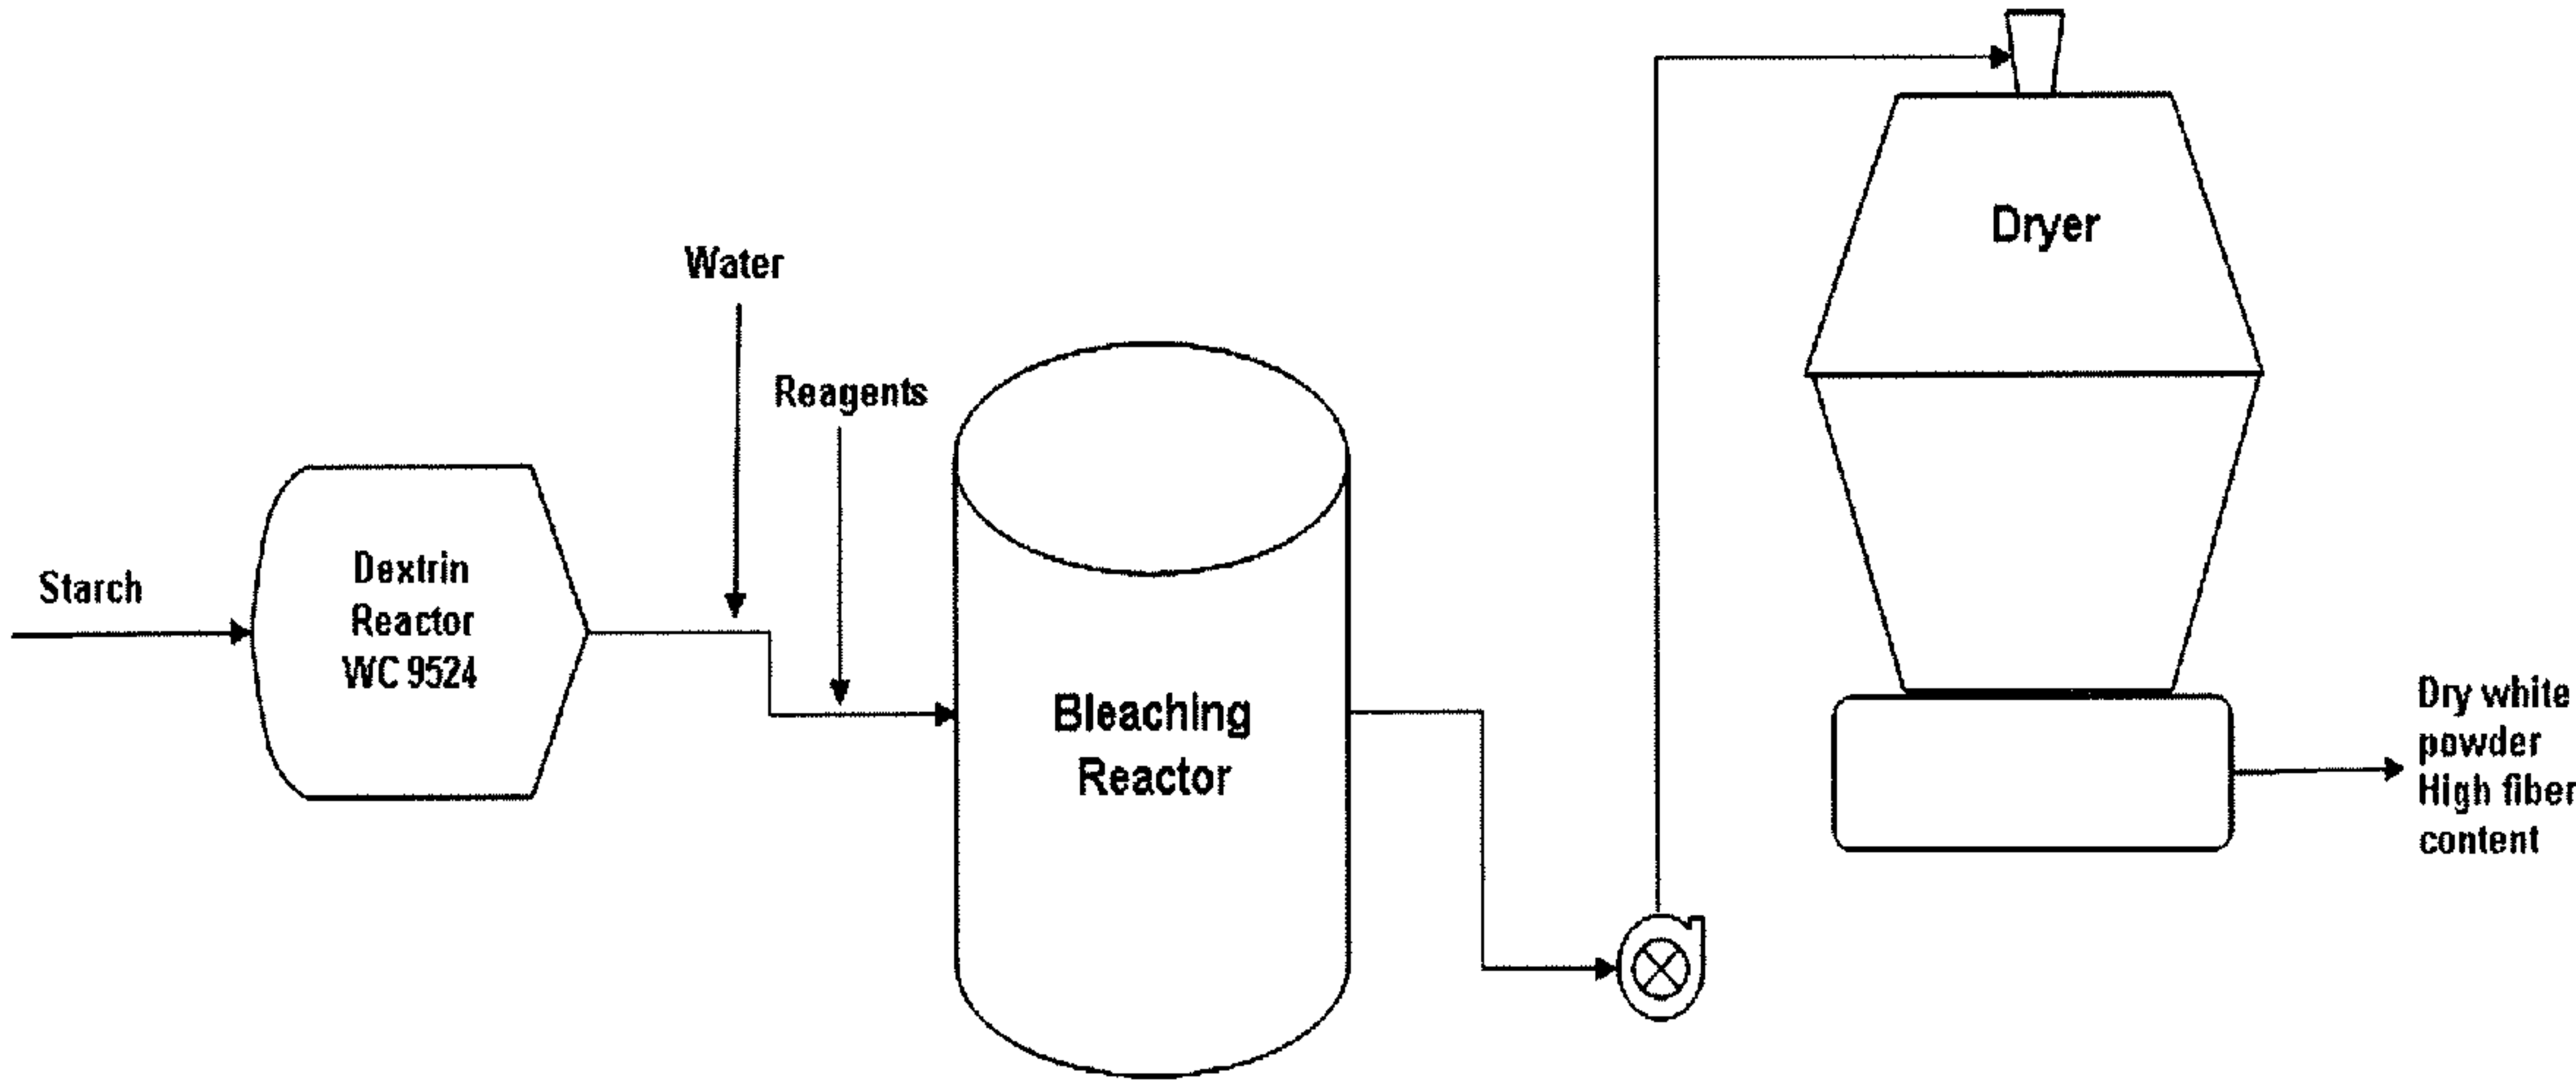 Starch
Dextrin
Reactor
WC 9524
Water
Reagents
Bleaching
Reactor
Dryer
Dry white
powder
High fiber
content